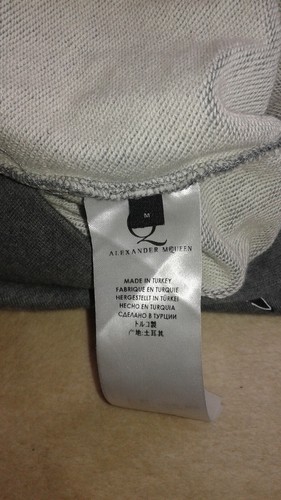 M
Q
ALEXANDER MCQUEEN
MADE IN TURKEY
FABRIQUE EN TURQUIE
HERGESTELLT IN TÜRKEI
HECHO EN TURQUIA
СДЕЛАНО В ТУРЦИИ
トルコ製
产地:土耳其